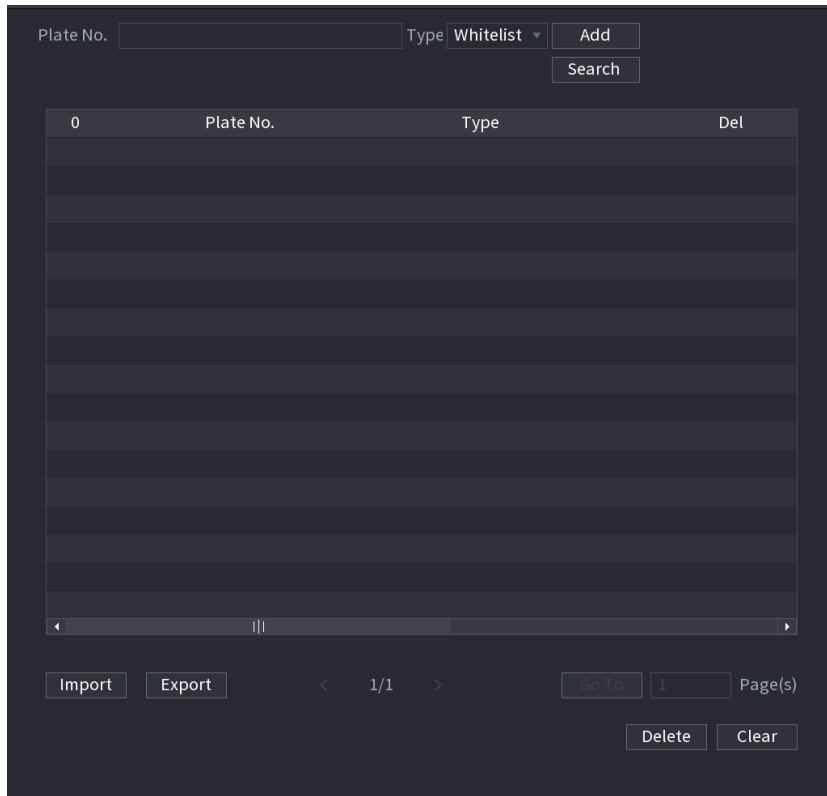 Plate No. Type Whitelist Add
Search
0 Plate No. Type Del
Import Export < 1/1 > Go To 1 Page(s)
Delete Clear